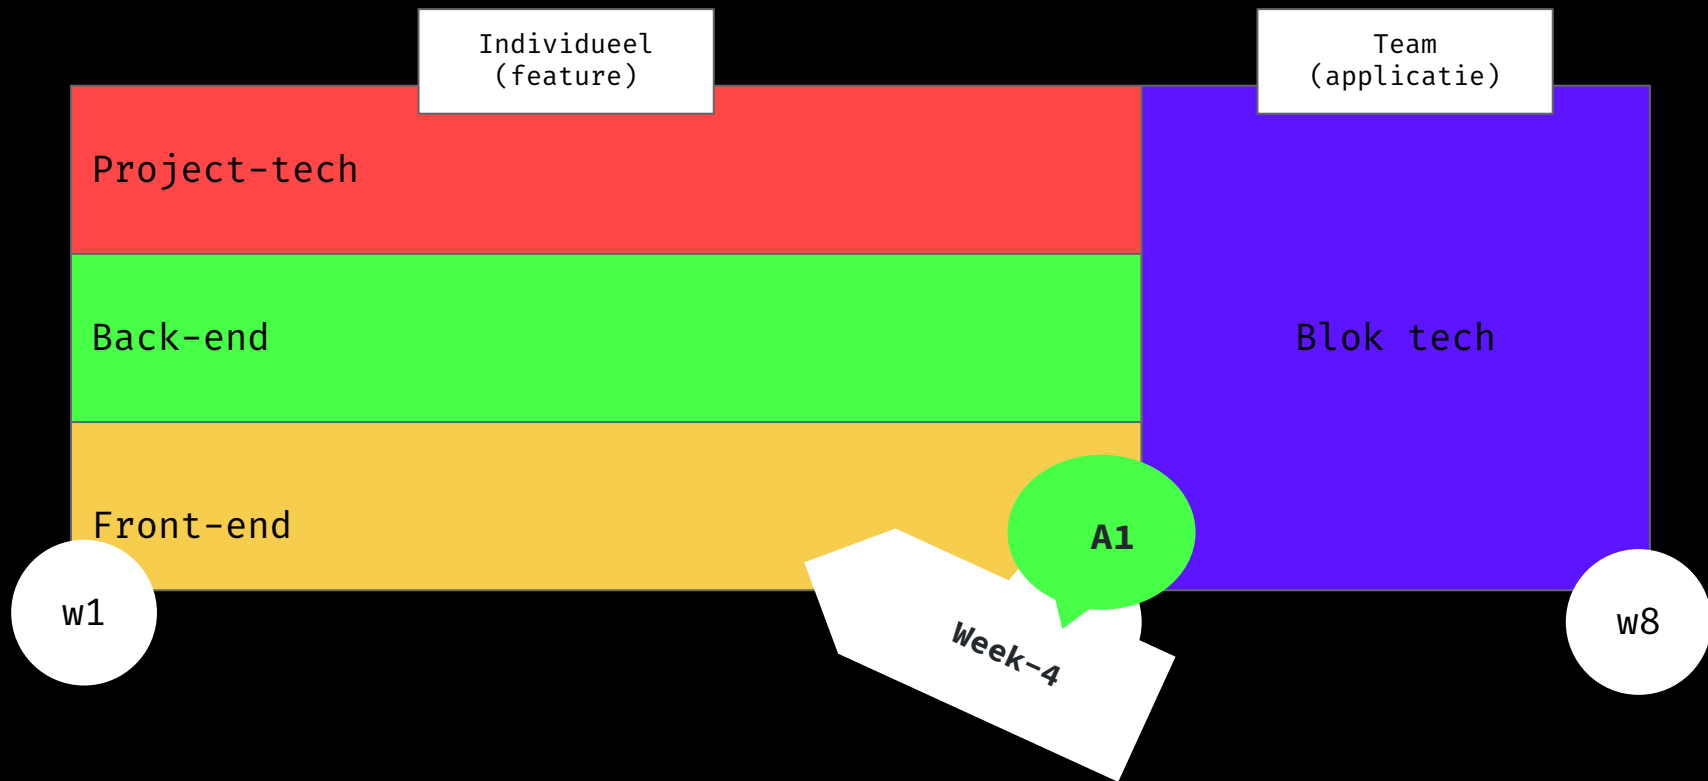 Individueel
(feature)
Team
(applicatie)
Project-tech
Back-end
Blok tech
Front-end
A1
w1
Week-4
w8